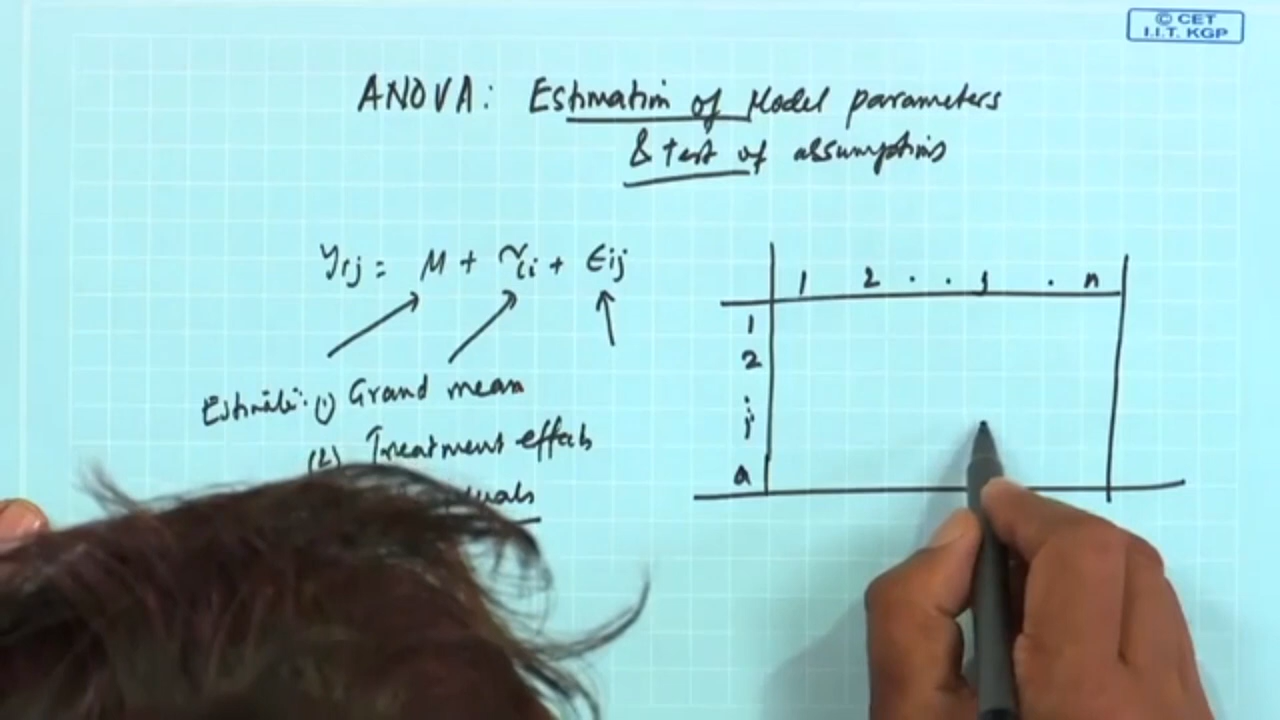 © CET
I.I.T. KGP
ANOVA: Estimation of Model parameters
& test of assumptions
yij = μ + τi + ϵij
1 2 . . j . n
1
2
:
i
a
Estimate: (1) Grand mean
(2) Treatment effects